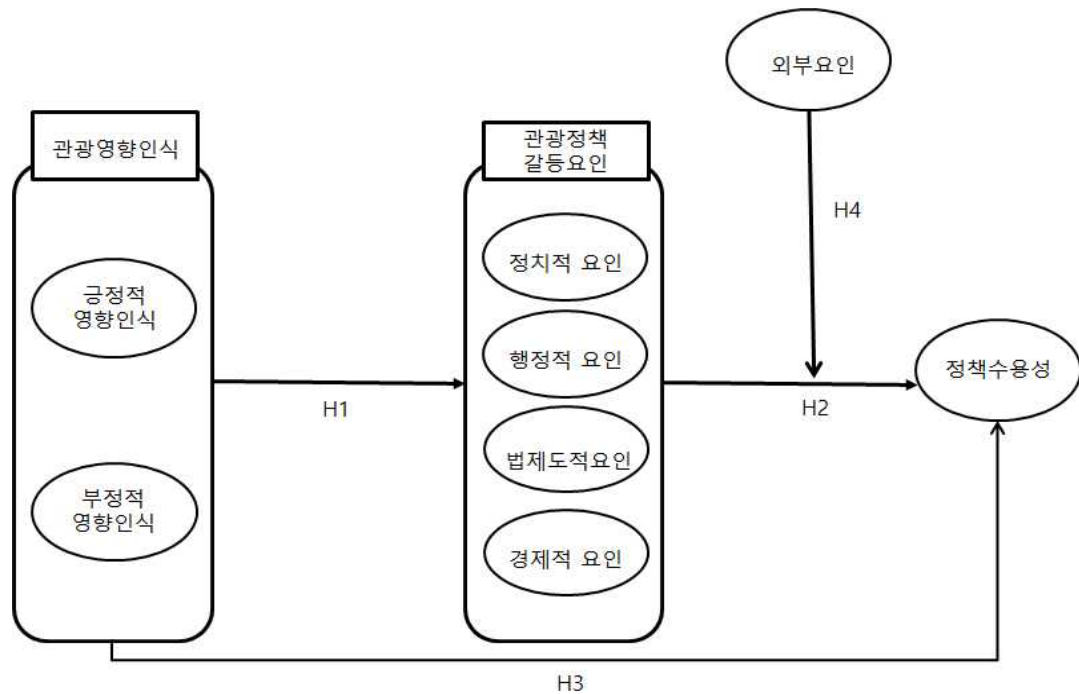 외부요인
관광영향인식
관광정책
갈등요인
H4
정치적 요인
긍정적
영향인식
행정적 요인
정책수용성
H1
H2
법제도적요인
부정적
영향인식
경제적 요인
H3